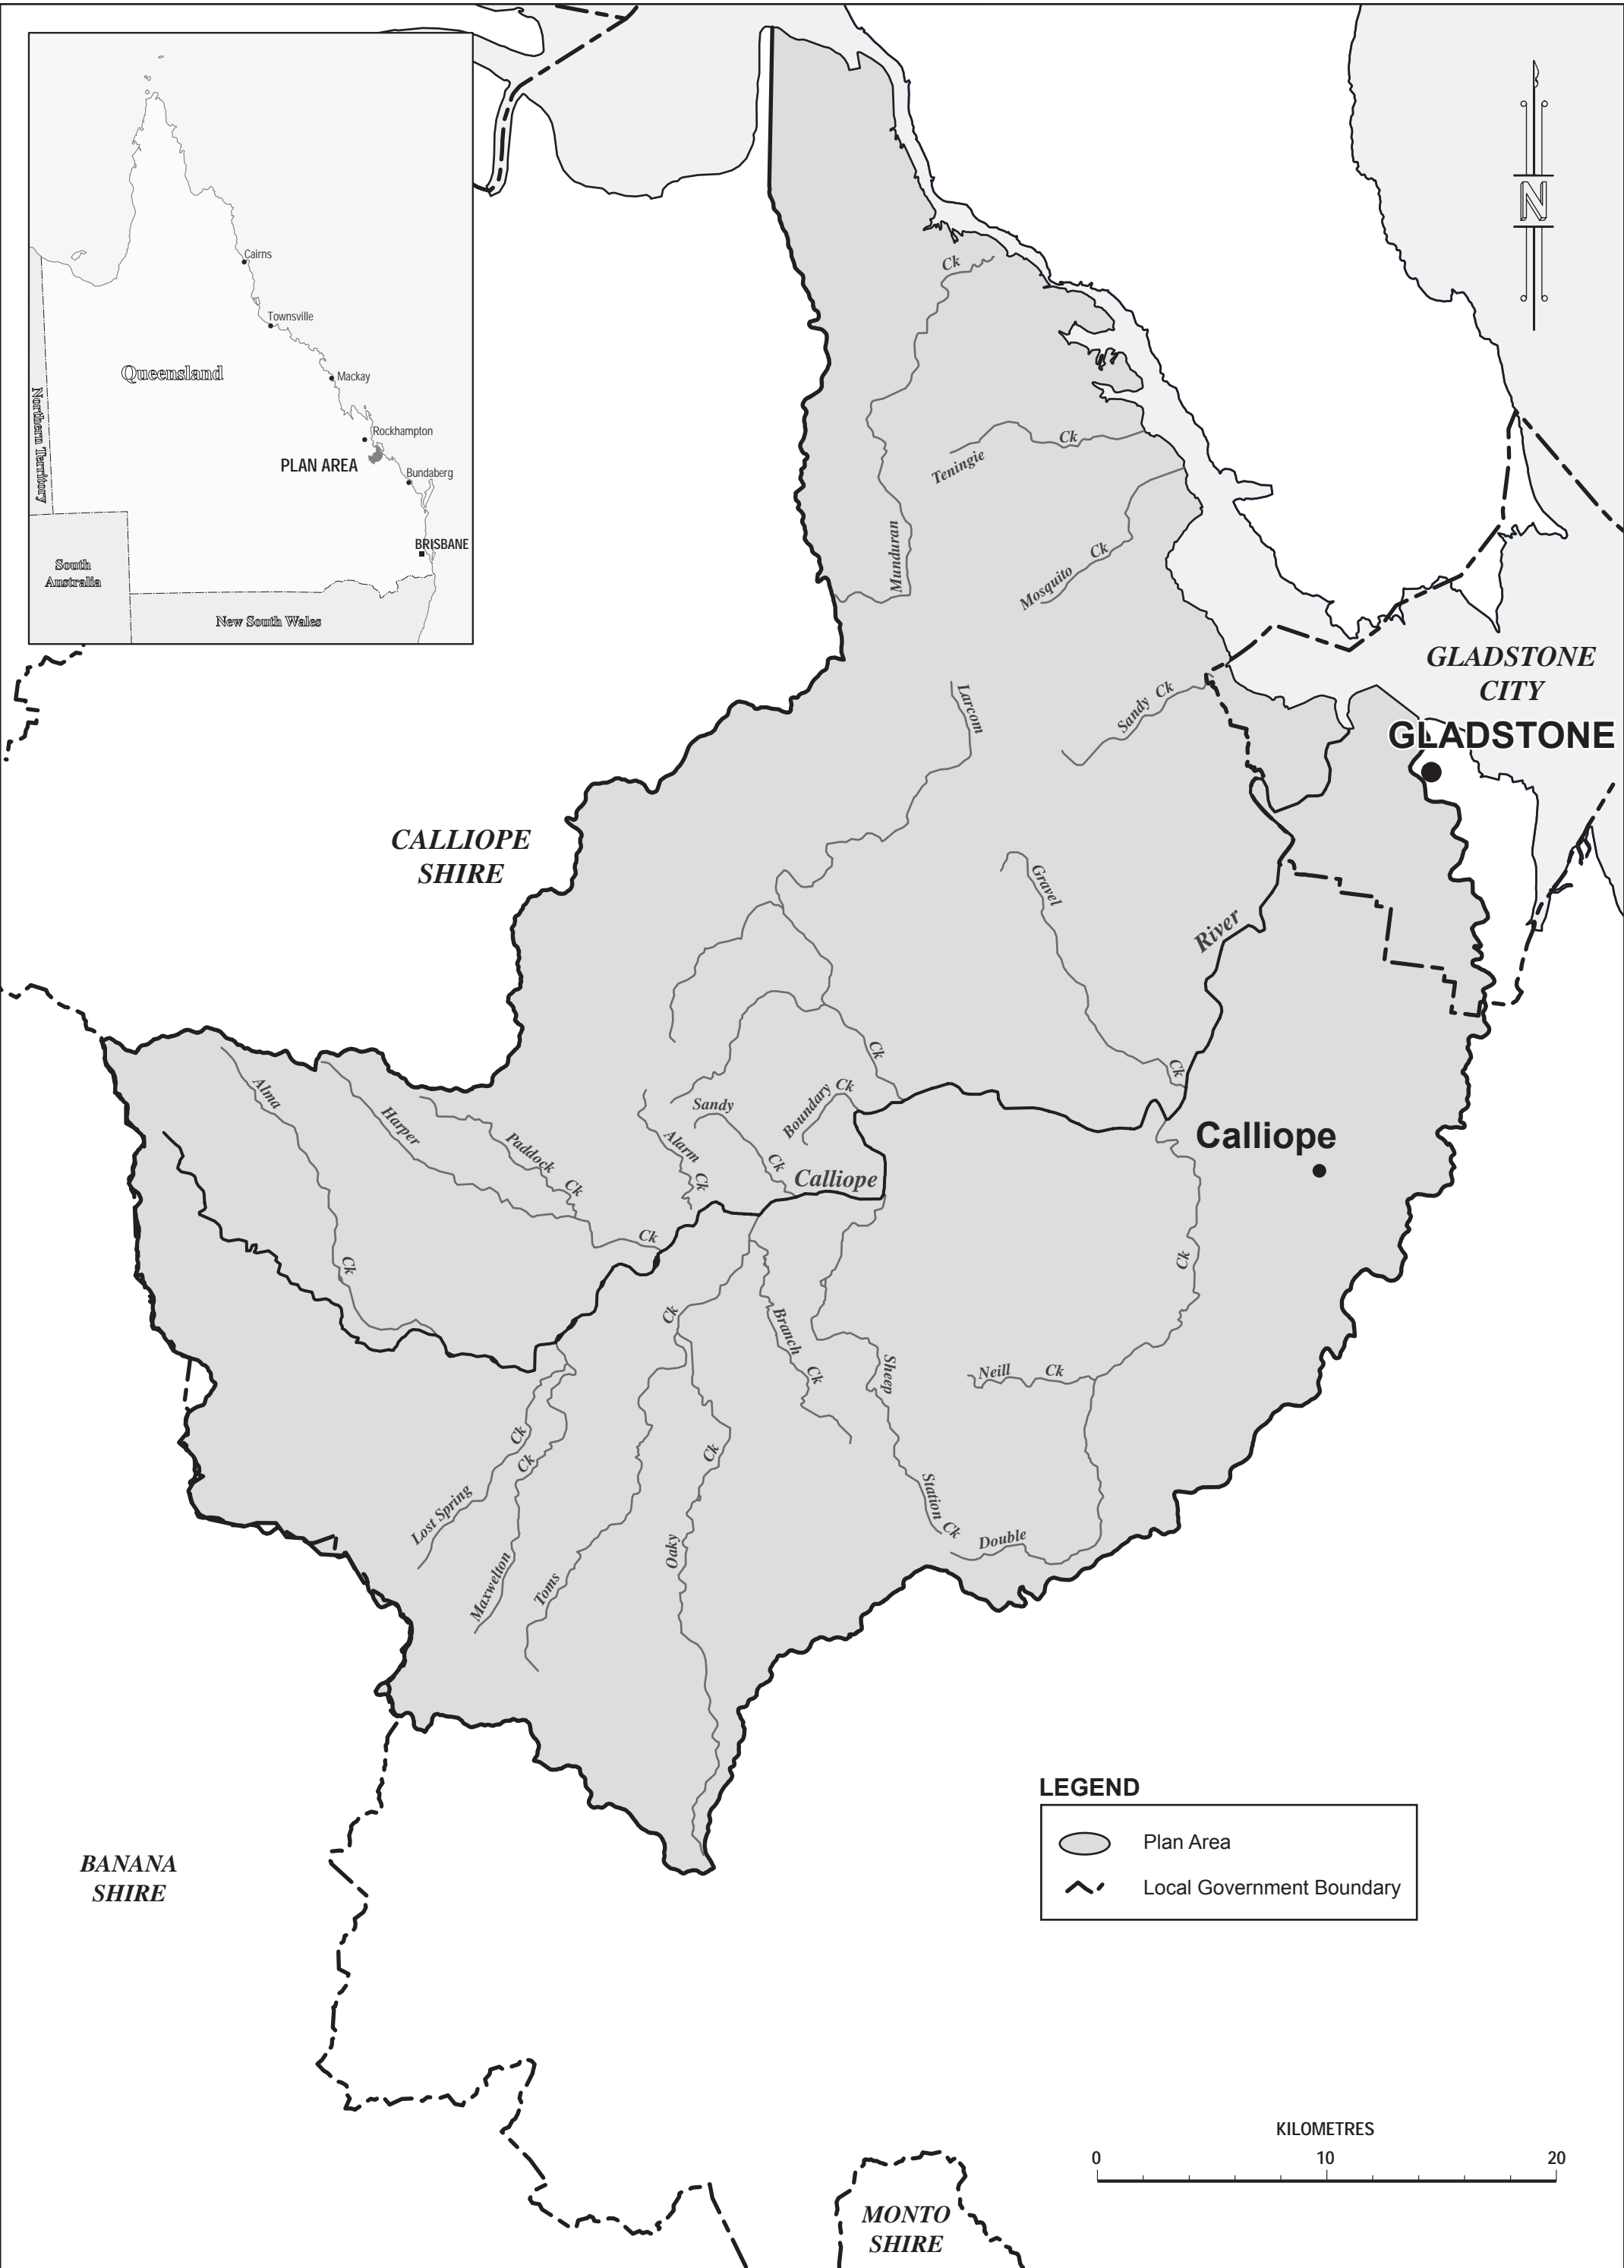 Cairns
Townsville
Queensland
Mackay
Northern Territory
Rockhampton
PLAN AREA
Bundaberg
BRISBANE
South
Australia
New South Wales
N
Ck
Teningie
Ck
Munduran
Mosquito
Ck
GLADSTONE
CITY
GLADSTONE
Larcom
Sandy Ck
CALLIOPE
SHIRE
Gravel
River
Ck
Ck
Alma
Harper
Paddock
Ck
Sandy
Boundary Ck
Alarm
Ck
Ck
Calliope
Calliope
Ck
Ck
Ck
Ck
Branch
Ck
Sheep
Neill
Ck
Ck
Ck
Ck
Lost Spring
Station
Ck
Double
Oaky
Maxwelton
Toms
LEGEND
Plan Area
Local Government Boundary
BANANA
SHIRE
KILOMETRES
0 10 20
MONTO
SHIRE